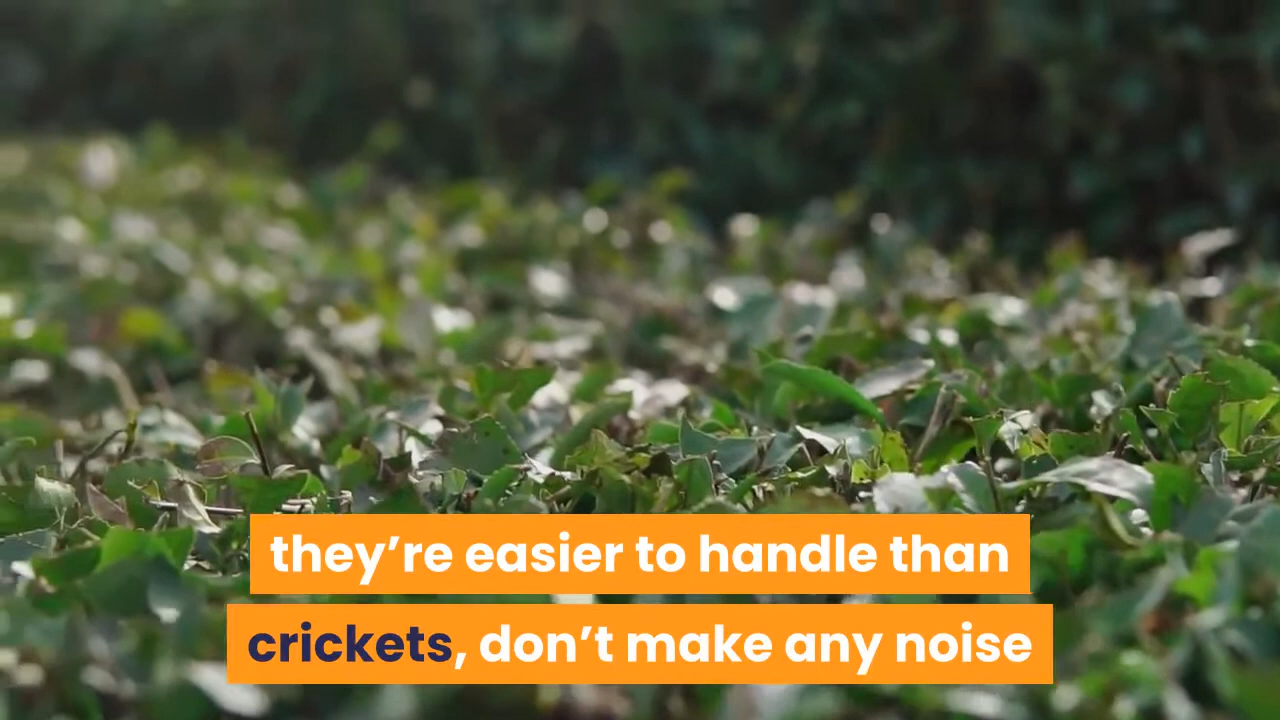 they’re easier to handle than
crickets, don’t make any noise